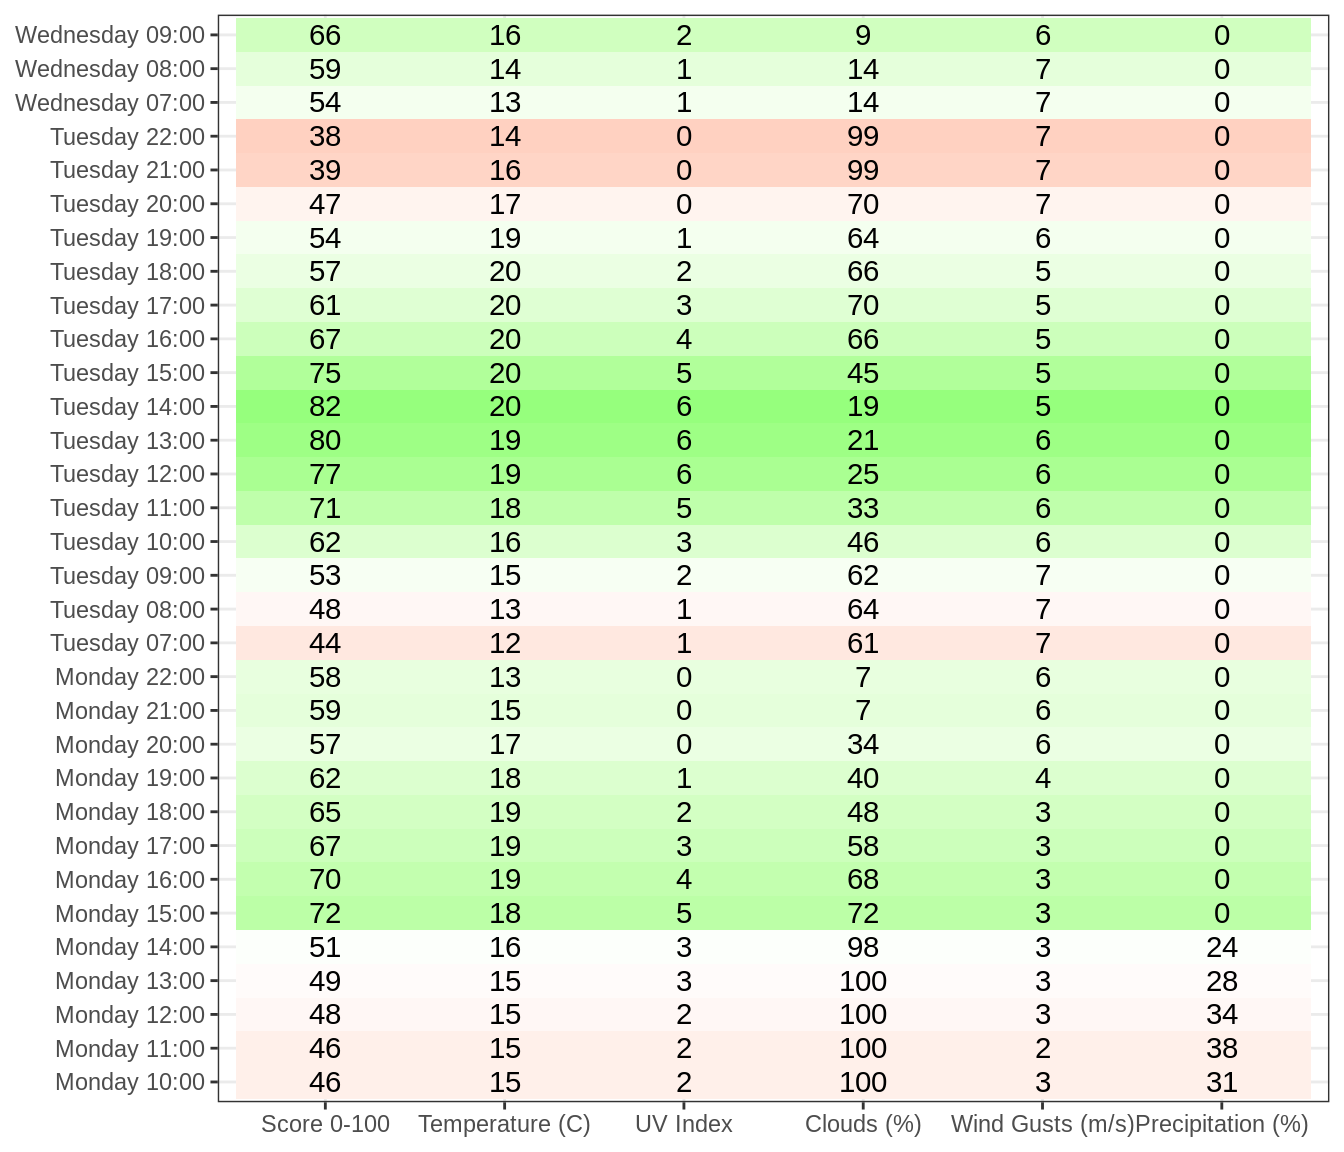 Wednesday 09:00 66 16 2 9 6 0
Wednesday 08:00 59 14 1 14 7 0
Wednesday 07:00 54 13 1 14 7 0
Tuesday 22:00 38 14 0 99 7 0
Tuesday 21:00 39 16 0 99 7 0
Tuesday 20:00 47 17 0 70 7 0
Tuesday 19:00 54 19 1 64 6 0
Tuesday 18:00 57 20 2 66 5 0
Tuesday 17:00 61 20 3 70 5 0
Tuesday 16:00 67 20 4 66 5 0
Tuesday 15:00 75 20 5 45 5 0
Tuesday 14:00 82 20 6 19 5 0
Tuesday 13:00 80 19 6 21 6 0
Tuesday 12:00 77 19 6 25 6 0
Tuesday 11:00 71 18 5 33 6 0
Tuesday 10:00 62 16 3 46 6 0
Tuesday 09:00 53 15 2 62 7 0
Tuesday 08:00 48 13 1 64 7 0
Tuesday 07:00 44 12 1 61 7 0
Monday 22:00 58 13 0 7 6 0
Monday 21:00 59 15 0 7 6 0
Monday 20:00 57 17 0 34 6 0
Monday 19:00 62 18 1 40 4 0
Monday 18:00 65 19 2 48 3 0
Monday 17:00 67 19 3 58 3 0
Monday 16:00 70 19 4 68 3 0
Monday 15:00 72 18 5 72 3 0
Monday 14:00 51 16 3 98 3 24
Monday 13:00 49 15 3 100 3 28
Monday 12:00 48 15 2 100 3 34
Monday 11:00 46 15 2 100 2 38
Monday 10:00 46 15 2 100 3 31
Score 0-100 Temperature (C) UV Index Clouds (%) Wind Gusts (m/s) Precipitation (%)